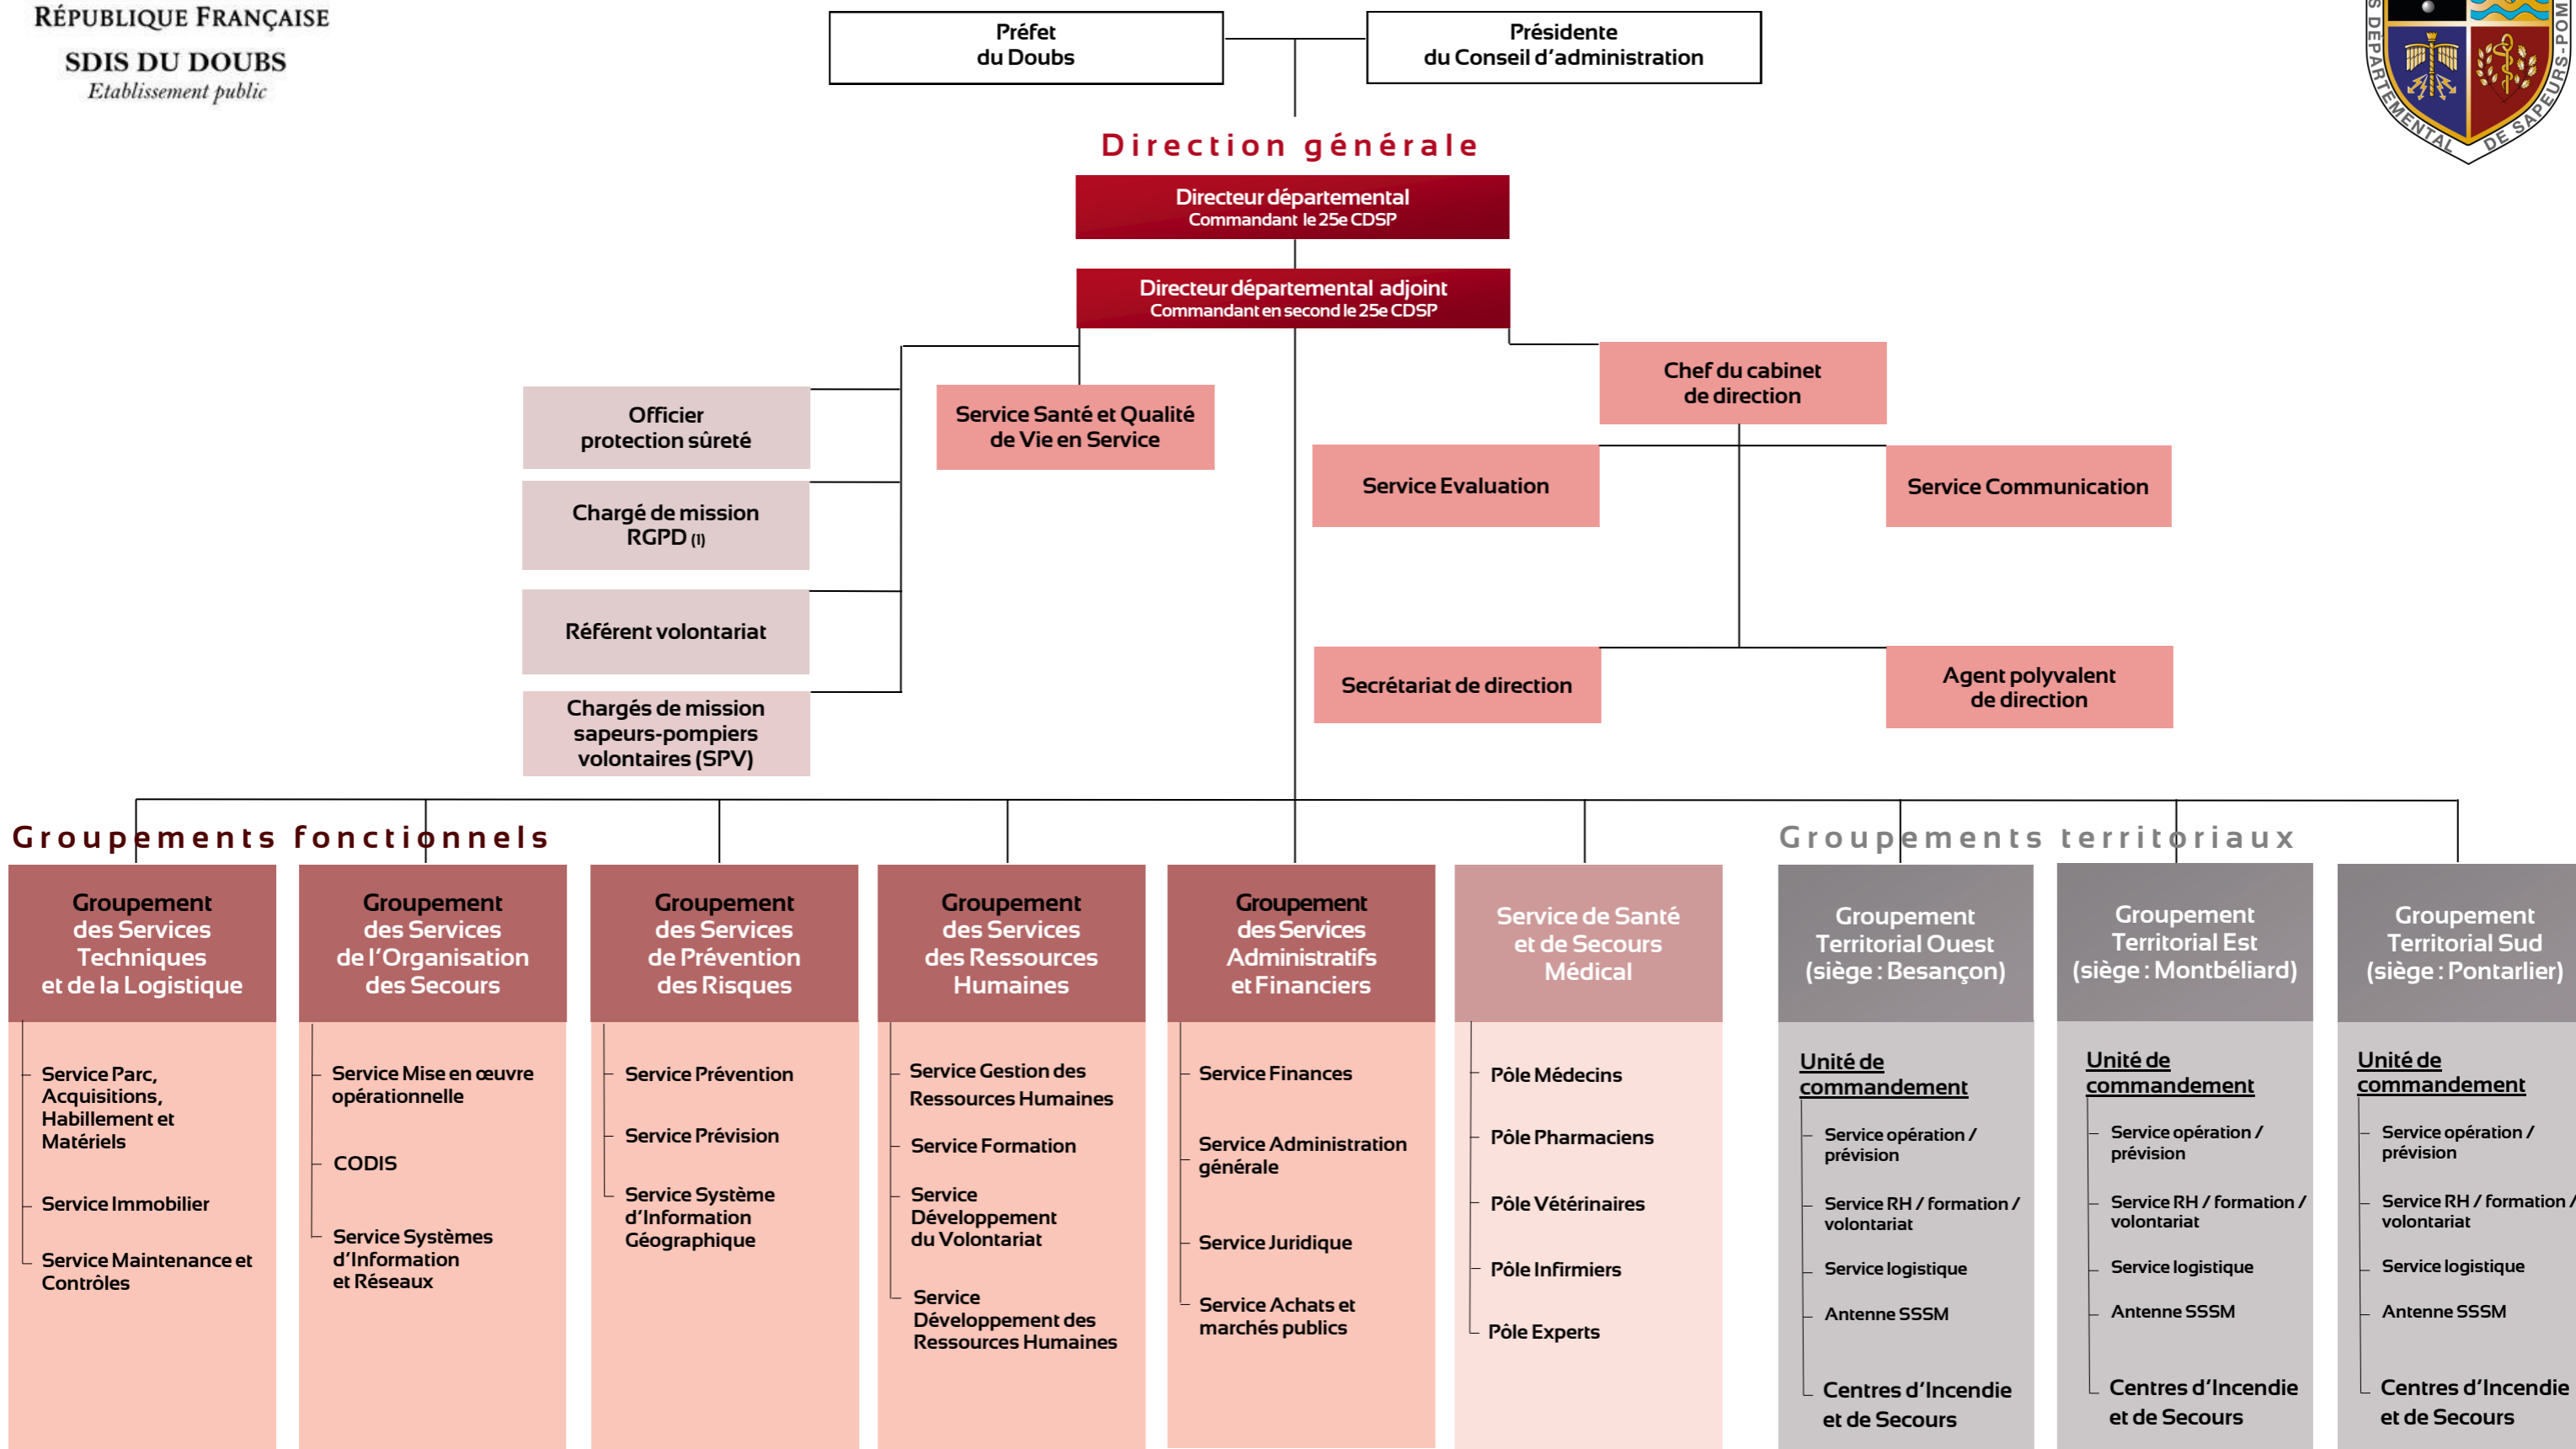 RÉPUBLIQUE FRANÇAISE
SDIS DU DOUBS
Etablissement public
Préfet
du Doubs
Présidente
du Conseil d'administration
DÉPARTEMENTAL DE SAPEURS-POM
Direction générale
Directeur départemental
Commandant le 25e CDSP
Directeur départemental adjoint
Commandant en second le 25e CDSP
Officier
protection sûreté
Chargé de mission
RGPD (1)
Référent volontariat
Chargés de mission
sapeurs-pompiers
volontaires (SPV)
Service Santé et Qualité
de Vie en Service
Chef du cabinet
de direction
Service Evaluation
Service Communication
Secrétariat de direction
Agent polyvalent
de direction
Groupements fonctionnels
Groupement
des Services
Techniques
et de la Logistique
Service Parc,
Acquisitions,
Habillement et
Matériels
Service Immobilier
Service Maintenance et
Contrôles
Groupement
des Services
de l'Organisation
des Secours
Service Mise en œuvre
opérationnelle
CODIS
Service Systèmes
d'Information
et Réseaux
Groupement
des Services
de Prévention
des Risques
Service Prévention
Service Prévision
Service Système
d'Information
Géographique
Groupement
des Services
des Ressources
Humaines
Service Gestion des
Ressources Humaines
Service Formation
Service
Développement
du Volontariat
Service
Développement des
Ressources Humaines
Groupement
des Services
Administratifs
et Financiers
Service Finances
Service Administration
générale
Service Juridique
Service Achats et
marchés publics
Service de Santé
et de Secours
Médical
Pôle Médecins
Pôle Pharmaciens
Pôle Vétérinaires
Pôle Infirmiers
Pôle Experts
Groupements territoriaux
Groupement
Territorial Ouest
(siège : Besançon)
Unité de
commandement
Service opération /
prévision
Service RH / formation /
volontariat
Service logistique
Antenne SSSM
Centres d'Incendie
et de Secours
Groupement
Territorial Est
(siège : Montbéliard)
Unité de
commandement
Service opération /
prévision
Service RH / formation /
volontariat
Service logistique
Antenne SSSM
Centres d'Incendie
et de Secours
Groupement
Territorial Sud
(siège : Pontarlier)
Unité de
commandement
Service opération /
prévision
Service RH / formation /
volontariat
Service logistique
Antenne SSSM
Centres d'Incendie
et de Secours